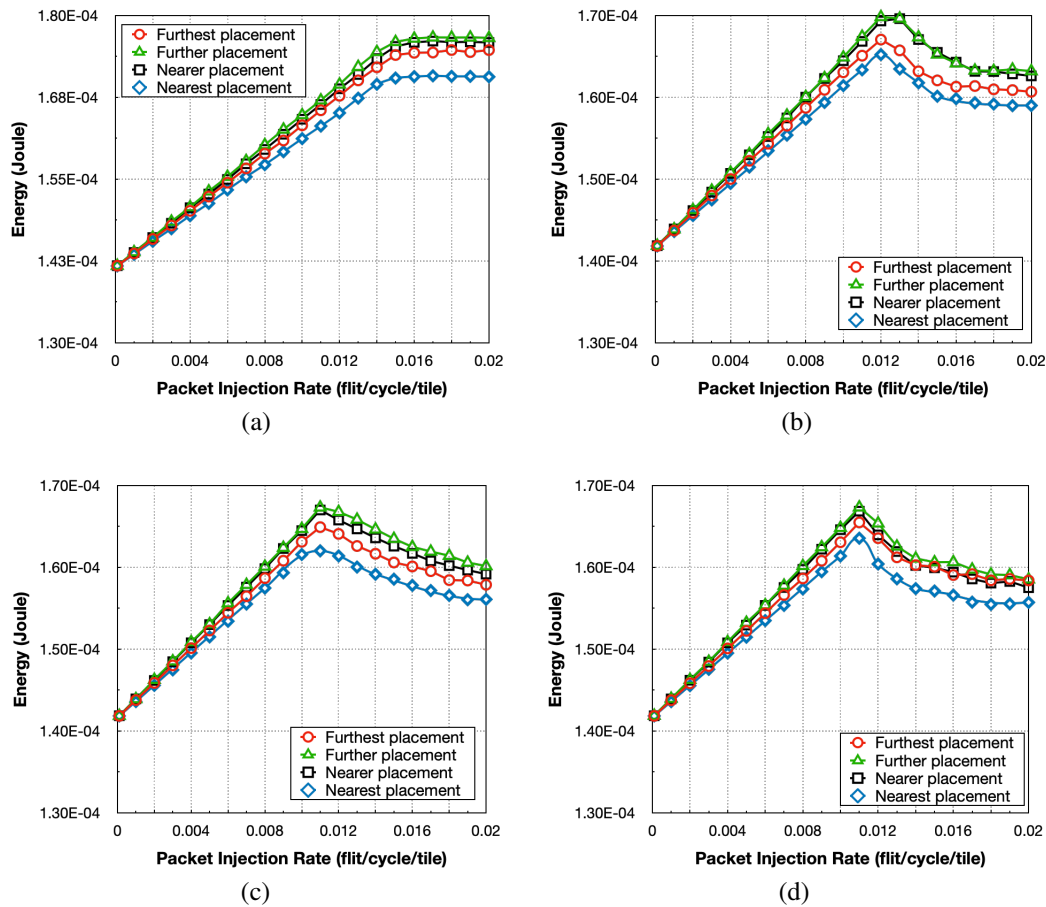 1.80E−04
1.68E−04
1.55E−04
1.43E−04
1.30E−04
Energy (Joule)
Furthest placement
Further placement
Nearer placement
Nearest placement
0 0.004 0.008 0.012 0.016 0.02
Packet Injection Rate (flit/cycle/tile)
(a)
1.70E−04
1.60E−04
1.50E−04
1.40E−04
1.30E−04
Energy (Joule)
Furthest placement
Further placement
Nearer placement
Nearest placement
0 0.004 0.008 0.012 0.016 0.02
Packet Injection Rate (flit/cycle/tile)
(b)
1.70E−04
1.60E−04
1.50E−04
1.40E−04
1.30E−04
Energy (Joule)
Furthest placement
Further placement
Nearer placement
Nearest placement
0 0.004 0.008 0.012 0.016 0.02
Packet Injection Rate (flit/cycle/tile)
(c)
1.70E−04
1.60E−04
1.50E−04
1.40E−04
1.30E−04
Energy (Joule)
Furthest placement
Further placement
Nearer placement
Nearest placement
0 0.004 0.008 0.012 0.016 0.02
Packet Injection Rate (flit/cycle/tile)
(d)